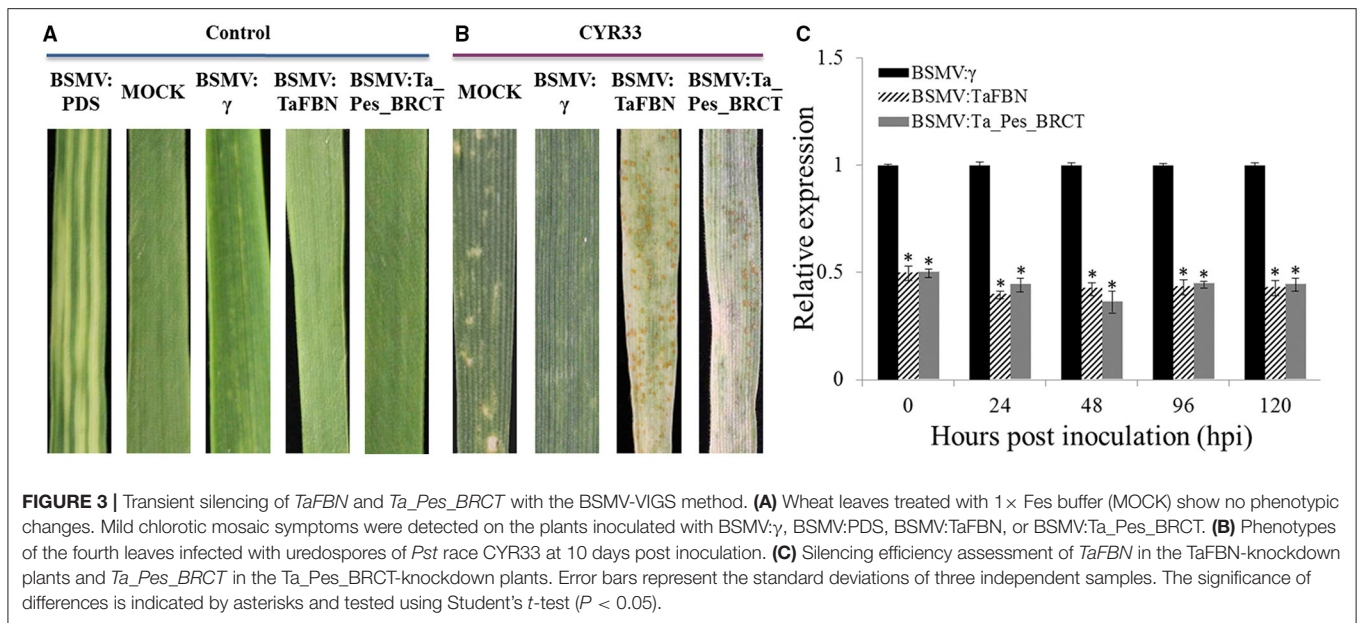 A Control
BSMV: PDS MOCK BSMV: γ BSMV: TaFBN BSMV:Ta_ Pes_BRCT
B CYR33
MOCK BSMV: γ BSMV: TaFBN BSMV:Ta_ Pes_BRCT
C
1.5
1
0.5
0
Relative expression
BSMV:γ
BSMV:TaFBN
BSMV:Ta_Pes_BRCT
* * * * * * * * * *
0 24 48 96 120
Hours post inoculation (hpi)
FIGURE 3 | Transient silencing of TaFBN and Ta_Pes_BRCT with the BSMV-VIGS method. (A) Wheat leaves treated with 1× Fes buffer (MOCK) show no phenotypic
changes. Mild chlorotic mosaic symptoms were detected on the plants inoculated with BSMV:γ, BSMV:PDS, BSMV:TaFBN, or BSMV:Ta_Pes_BRCT. (B) Phenotypes
of the fourth leaves infected with uredospores of Pst race CYR33 at 10 days post inoculation. (C) Silencing efficiency assessment of TaFBN in the TaFBN-knockdown
plants and Ta_Pes_BRCT in the Ta_Pes_BRCT-knockdown plants. Error bars represent the standard deviations of three independent samples. The significance of
differences is indicated by asterisks and tested using Student's t-test (P < 0.05).